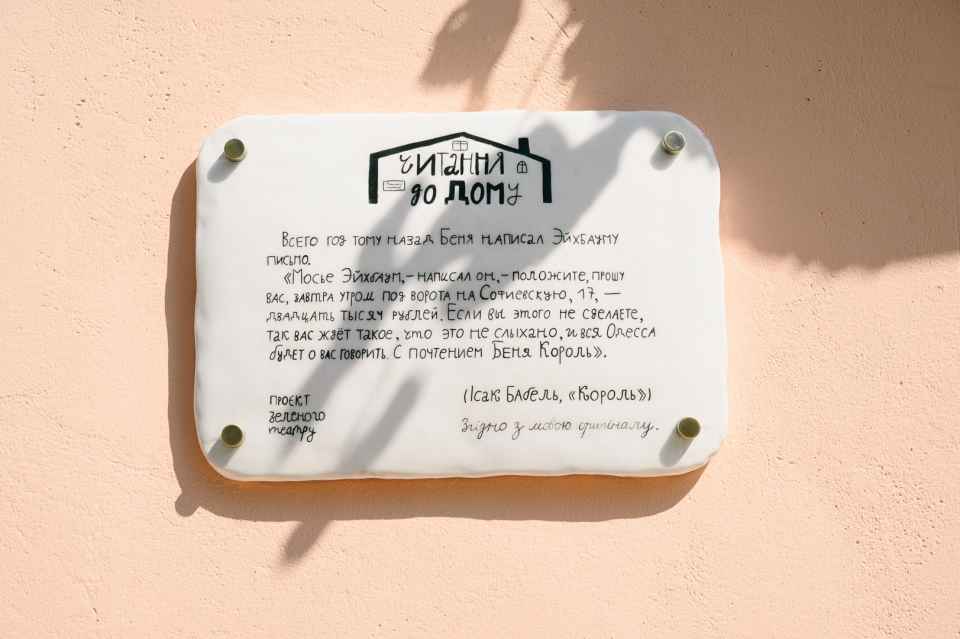 Читання
до дому
Всего год тому назад Беня написал Эйхбауму
письмо.
«Мосье Эйхбаум,– написал он,– положите, прошу
вас, завтра утром под ворота на Софиевскую, 17, —
двадцать тысяч рублей. Если вы этого не сделаете,
так вас ждёт такое, что это не слыхано, и вся Одесса
будет о вас говорить. С почтением Беня Король».
(Ісак Бабель, «Король»)
Згідно з мовою оригіналу.
проєкт
зеленого
театру